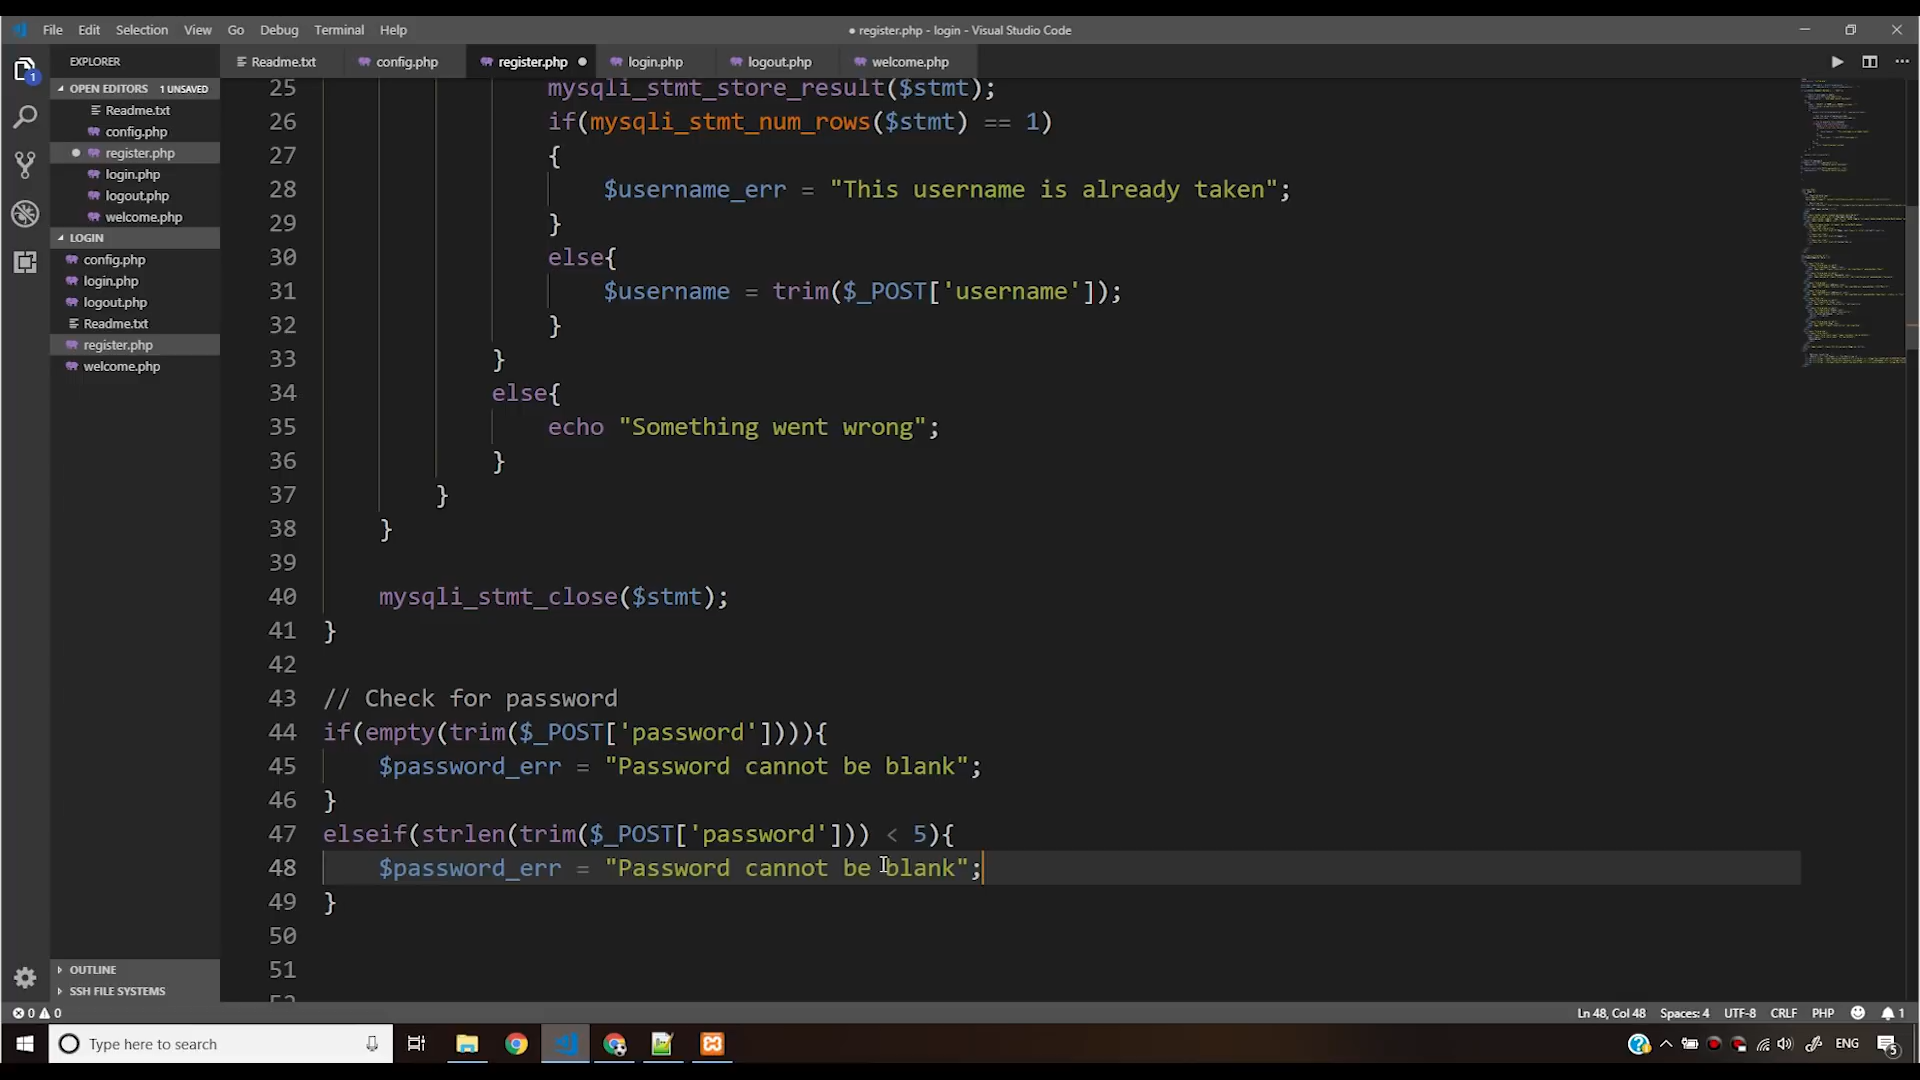 File Edit Selection View Go Debug Terminal Help
● register.php - login - Visual Studio Code
EXPLORER
Readme.txt config.php register.php ● login.php logout.php welcome.php
OPEN EDITORS 1 UNSAVED
Readme.txt
config.php
register.php
login.php
logout.php
welcome.php
LOGIN
config.php
login.php
logout.php
Readme.txt
register.php
welcome.php
OUTLINE
SSH FILE SYSTEMS
1
25 mysqli_stmt_store_result($stmt);
26 if(mysqli_stmt_num_rows($stmt) == 1)
27 {
28 $username_err = "This username is already taken";
29 }
30 else{
31 $username = trim($_POST['username']);
32 }
33 }
34 else{
35 echo "Something went wrong";
36 }
37 }
38 }
39
40 mysqli_stmt_close($stmt);
41 }
42
43 // Check for password
44 if(empty(trim($_POST['password']))){
45 $password_err = "Password cannot be blank";
46 }
47 elseif(strlen(trim($_POST['password'])) < 5){
48 $password_err = "Password cannot be blank";
49 }
50
51
0 0
Ln 48, Col 48 Spaces: 4 UTF-8 CRLF PHP 1
Type here to search
ENG 5